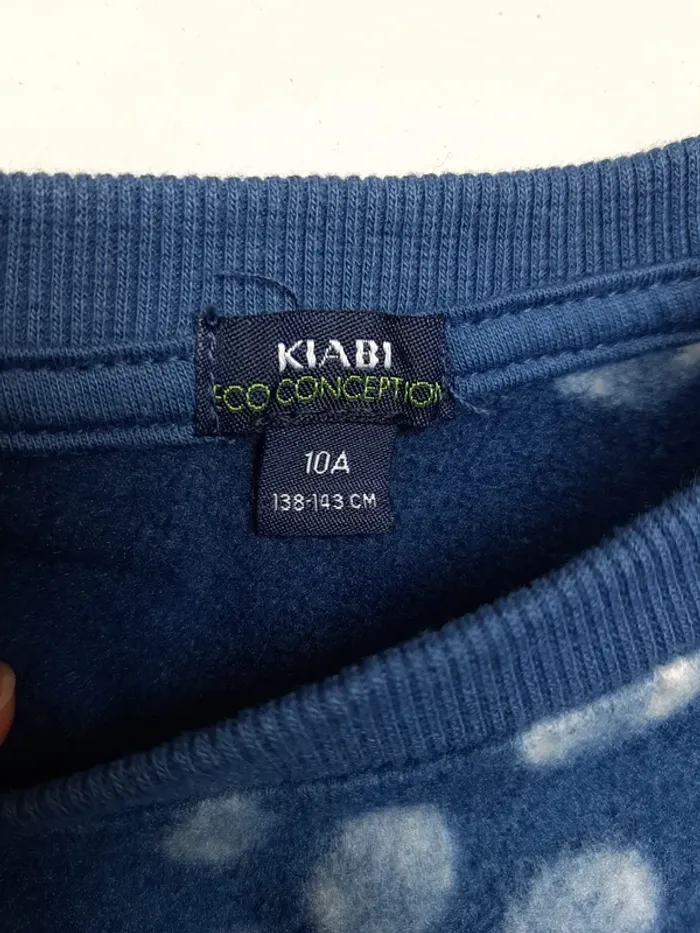 KIABI
ECO CONCEPTION
10A
138-143 CM